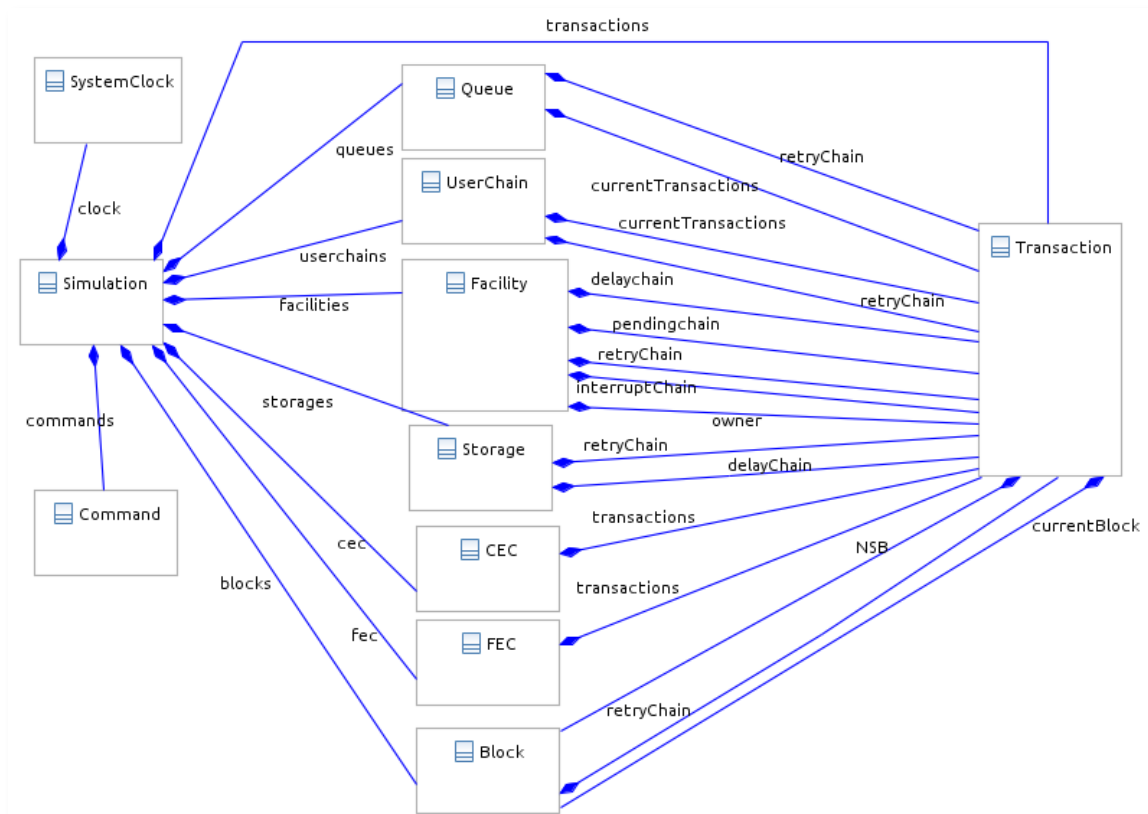 transactions
SystemClock
Queue
queues
retryChain
UserChain
currentTransactions
clock
currentTransactions
userchains
Transaction
Simulation
Facility
delaychain
retryChain
facilities
pendingchain
retryChain
interruptChain
storages
owner
commands
retryChain
Storage
delayChain
Command
transactions
currentBlock
cec
CEC
NSB
blocks
transactions
fec
FEC
retryChain
Block